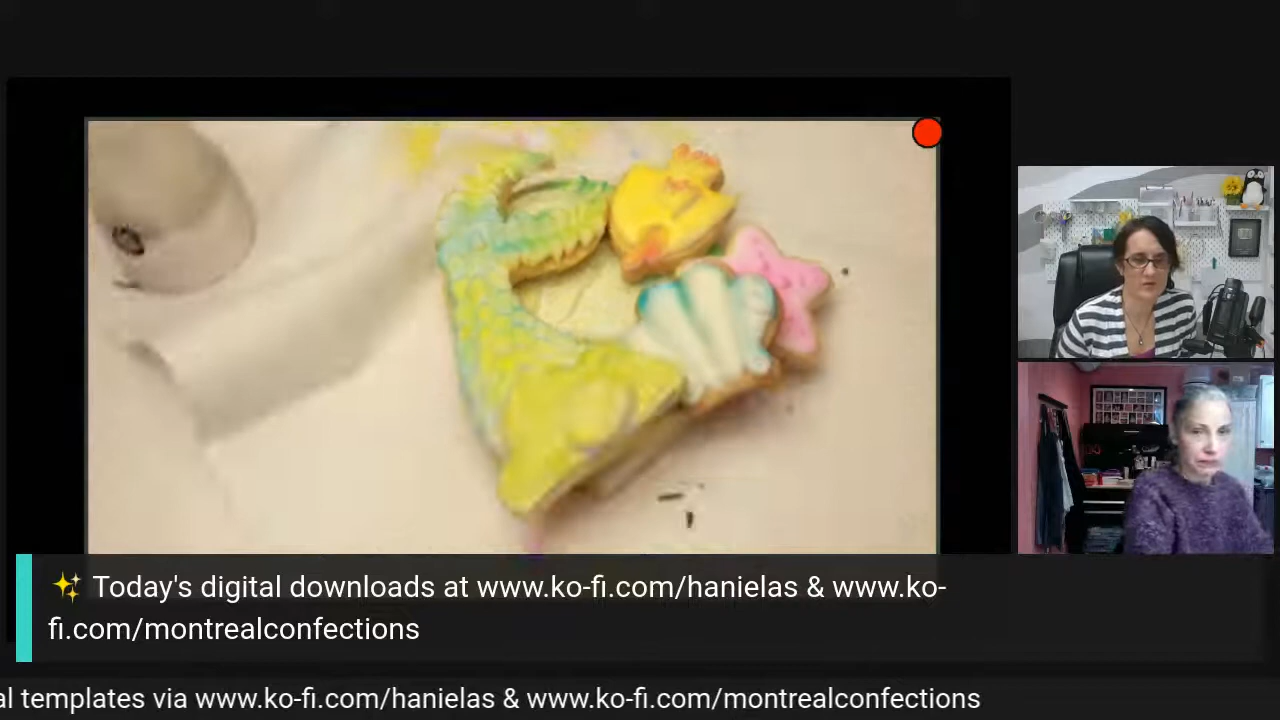 ✨ Today's digital downloads at www.ko-fi.com/hanielas & www.ko-
fi.com/montrealconfections
al templates via www.ko-fi.com/hanielas & www.ko-fi.com/montrealconfections